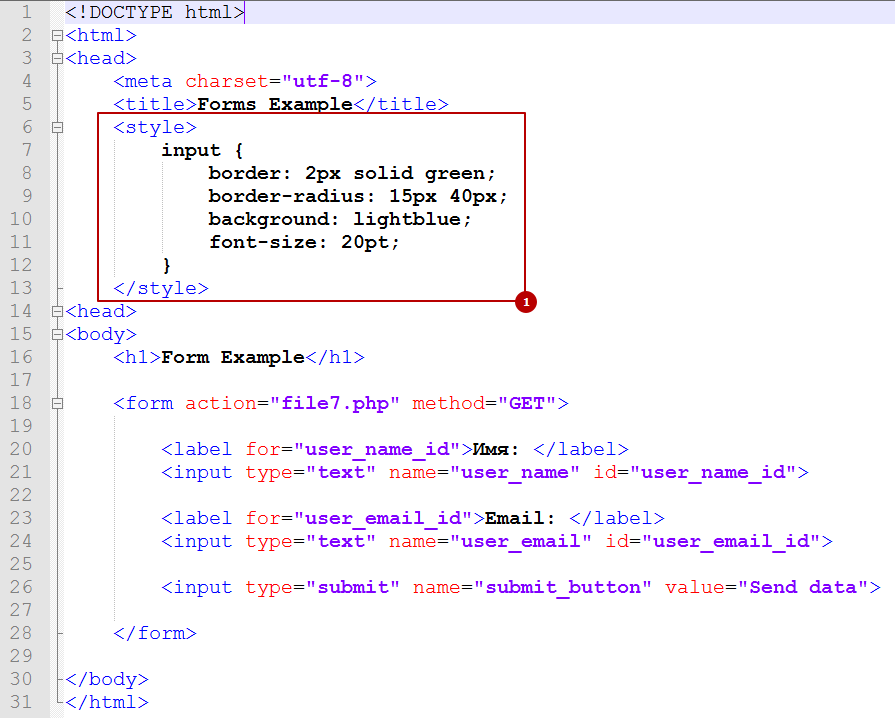 1 <!DOCTYPE html>
2 <html>
3 <head>
4 <meta charset="utf-8">
5 <title>Forms Example</title>
6 <style>
7 input {
8 border: 2px solid green;
9 border-radius: 15px 40px;
10 background: lightblue;
11 font-size: 20pt;
12 }
13 </style>
1
14 <head>
15 <body>
16 <h1>Form Example</h1>
17
18 <form action="file7.php" method="GET">
19
20 <label for="user_name_id">Имя: </label>
21 <input type="text" name="user_name" id="user_name_id">
22
23 <label for="user_email_id">Email: </label>
24 <input type="text" name="user_email" id="user_email_id">
25
26 <input type="submit" name="submit_button" value="Send data">
27
28 </form>
29
30 </body>
31 </html>